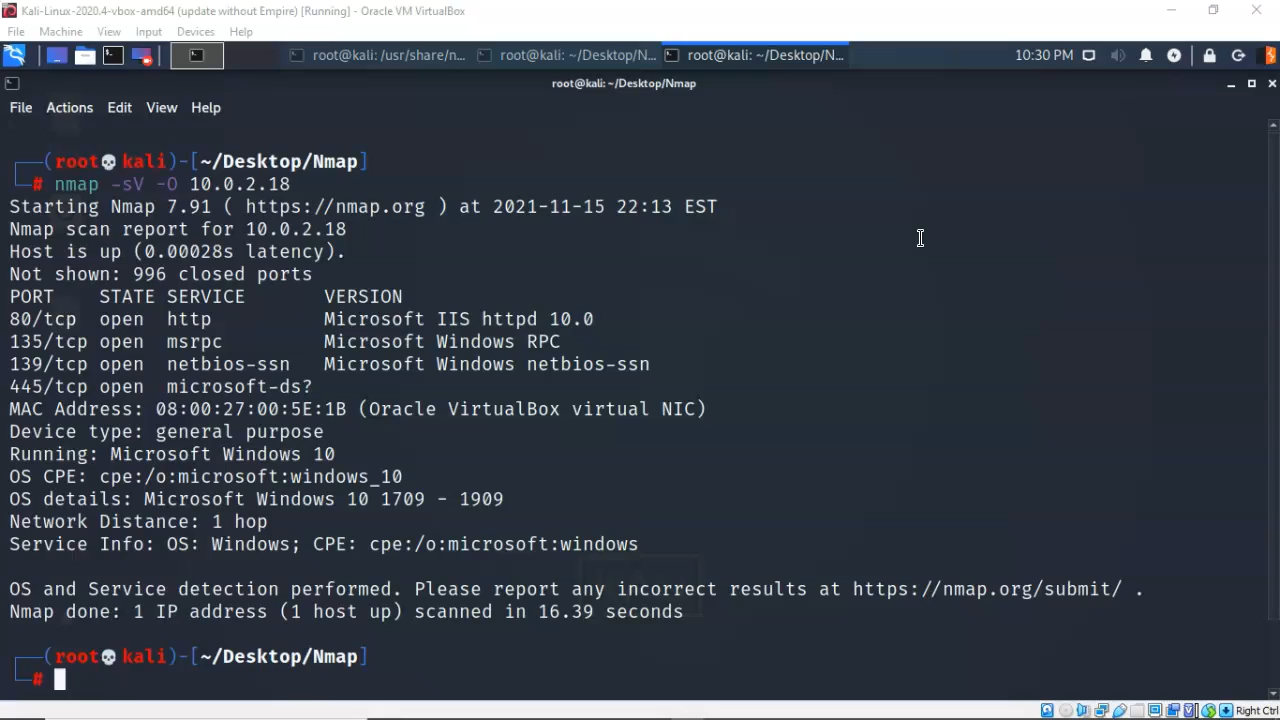 Kali-Linux-2020.4-vbox-amd64 (update without Empire) [Running] - Oracle VM VirtualBox
File Machine View Input Devices Help
root@kali: /usr/share/n... root@kali: ~/Desktop/N... root@kali: ~/Desktop/N... 10:30 PM
root@kali: ~/Desktop/Nmap
File Actions Edit View Help
(root💀kali)-[~/Desktop/Nmap]
# nmap -sV -O 10.0.2.18
Starting Nmap 7.91 ( https://nmap.org ) at 2021-11-15 22:13 EST
Nmap scan report for 10.0.2.18
Host is up (0.00028s latency).
Not shown: 996 closed ports
PORT STATE SERVICE VERSION
80/tcp open http Microsoft IIS httpd 10.0
135/tcp open msrpc Microsoft Windows RPC
139/tcp open netbios-ssn Microsoft Windows netbios-ssn
445/tcp open microsoft-ds?
MAC Address: 08:00:27:00:5E:1B (Oracle VirtualBox virtual NIC)
Device type: general purpose
Running: Microsoft Windows 10
OS CPE: cpe:/o:microsoft:windows_10
OS details: Microsoft Windows 10 1709 - 1909
Network Distance: 1 hop
Service Info: OS: Windows; CPE: cpe:/o:microsoft:windows
OS and Service detection performed. Please report any incorrect results at https://nmap.org/submit/ .
Nmap done: 1 IP address (1 host up) scanned in 16.39 seconds
(root💀kali)-[~/Desktop/Nmap]
#
Right Ctrl